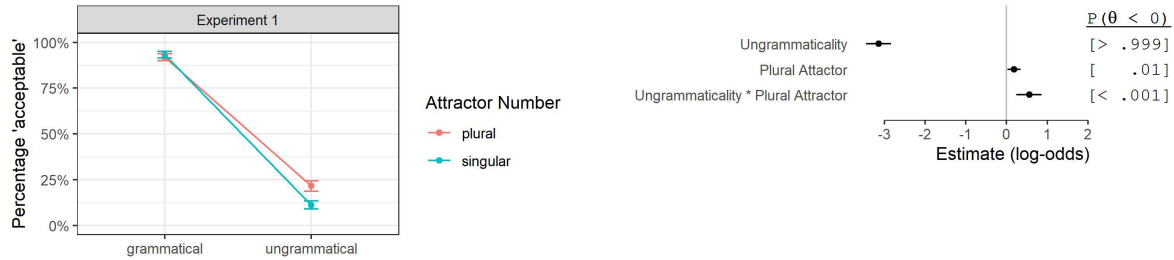 Experiment 1
Percentage 'acceptable'
100%
75%
50%
25%
0%
grammatical ungrammatical
Attractor Number
plural
singular
P(θ < 0)
Ungrammaticality [> .999]
Plural Attactor [ .01]
Ungrammaticality * Plural Attractor [< .001]
-3 -2 -1 0 1 2
Estimate (log-odds)